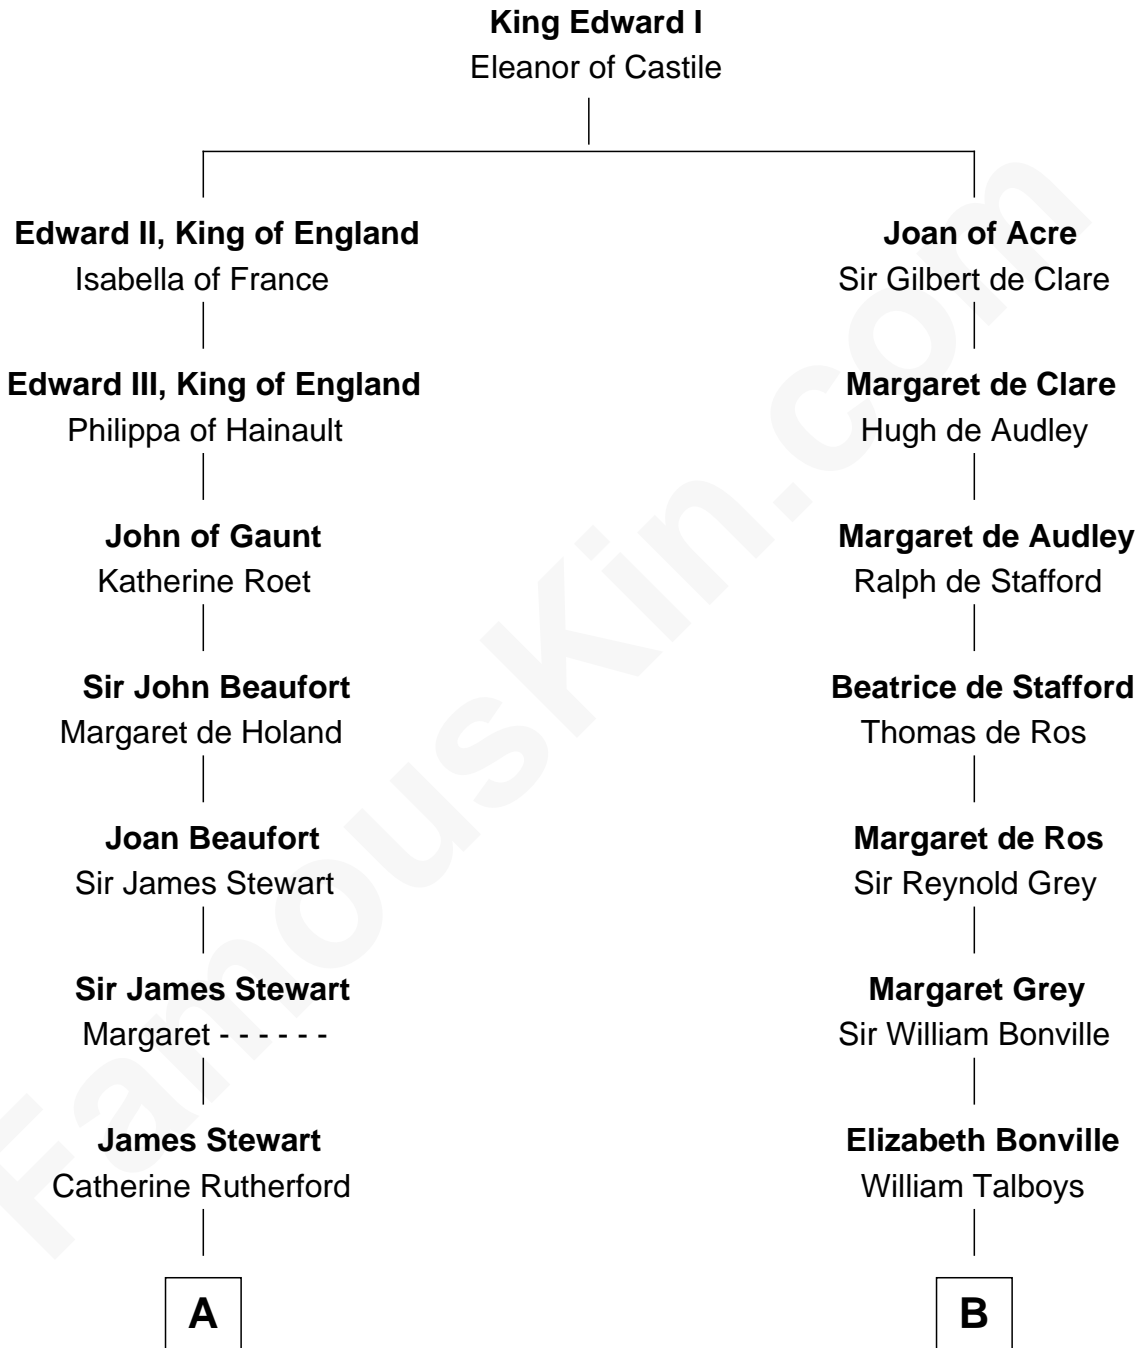 King Edward I
Eleanor of Castile
Edward II, King of England
Isabella of France
Edward III, King of England
Philippa of Hainault
John of Gaunt
Katherine Roet
Sir John Beaufort
Margaret de Holand
Joan Beaufort
Sir James Stewart
Sir James Stewart
Margaret - - - - - -
James Stewart
Catherine Rutherford
A
Joan of Acre
Sir Gilbert de Clare
Margaret de Clare
Hugh de Audley
Margaret de Audley
Ralph de Stafford
Beatrice de Stafford
Thomas de Ros
Margaret de Ros
Sir Reynold Grey
Margaret Grey
Sir William Bonville
Elizabeth Bonville
William Talboys
B
FamousKin.com